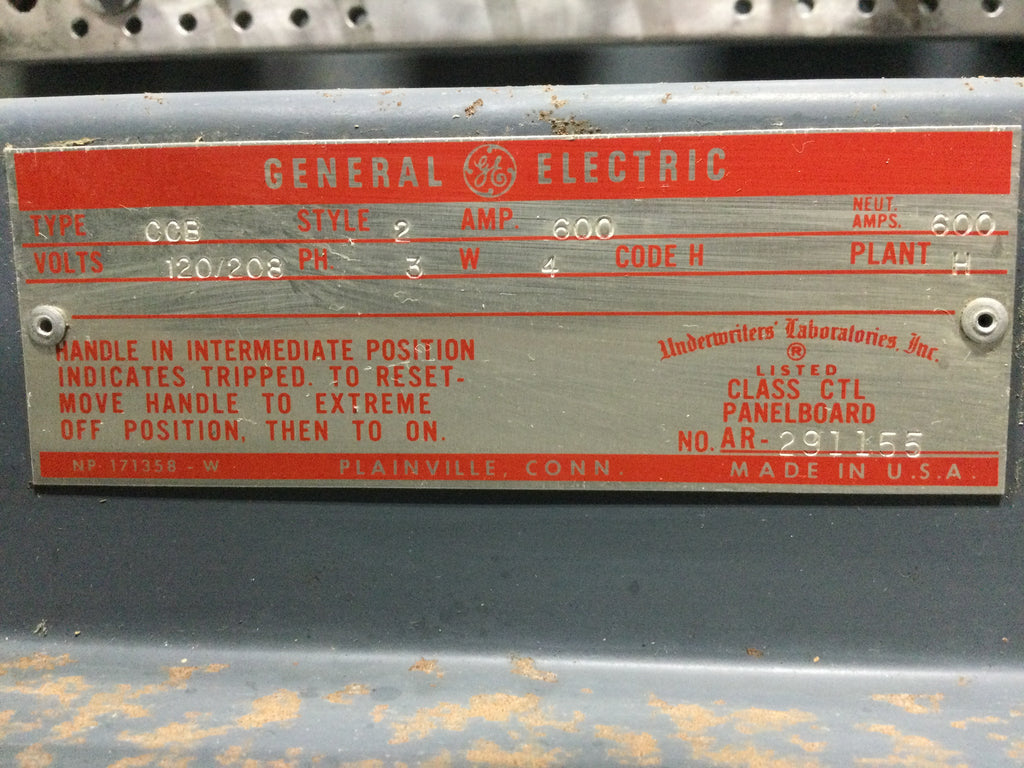 GENERAL GE ELECTRIC
TYPE CCB STYLE 2 AMP. 600 NEUT. AMPS. 600
VOLTS 120/208 PH. 3 W 4 CODE H PLANT H
HANDLE IN INTERMEDIATE POSITION
INDICATES TRIPPED. TO RESET-
MOVE HANDLE TO EXTREME
OFF POSITION, THEN TO ON.
Underwriters' Laboratories, Inc.
®
LISTED
CLASS CTL
PANELBOARD
NO. AR-291155
NP-171358-W PLAINVILLE, CONN. MADE IN U.S.A.